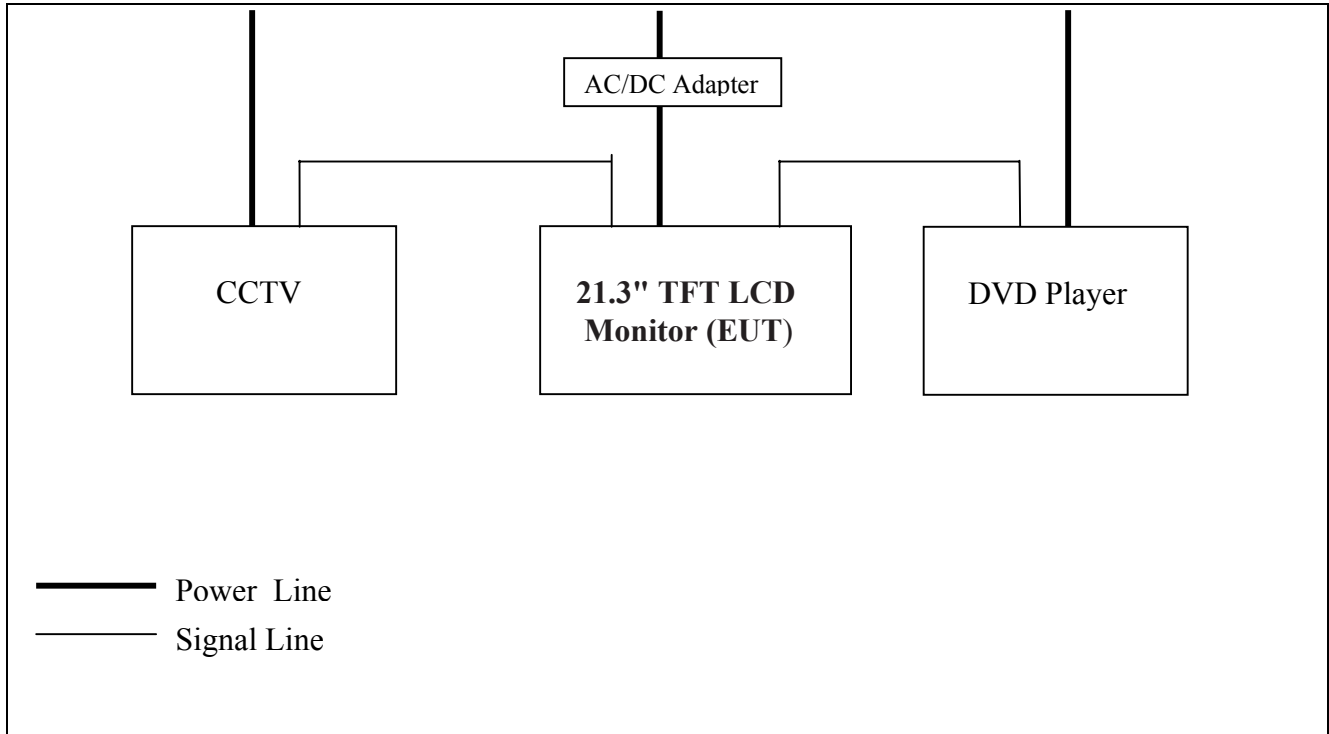 AC/DC Adapter
CCTV
21.3" TFT LCD
Monitor (EUT)
DVD Player
Power Line
Signal Line